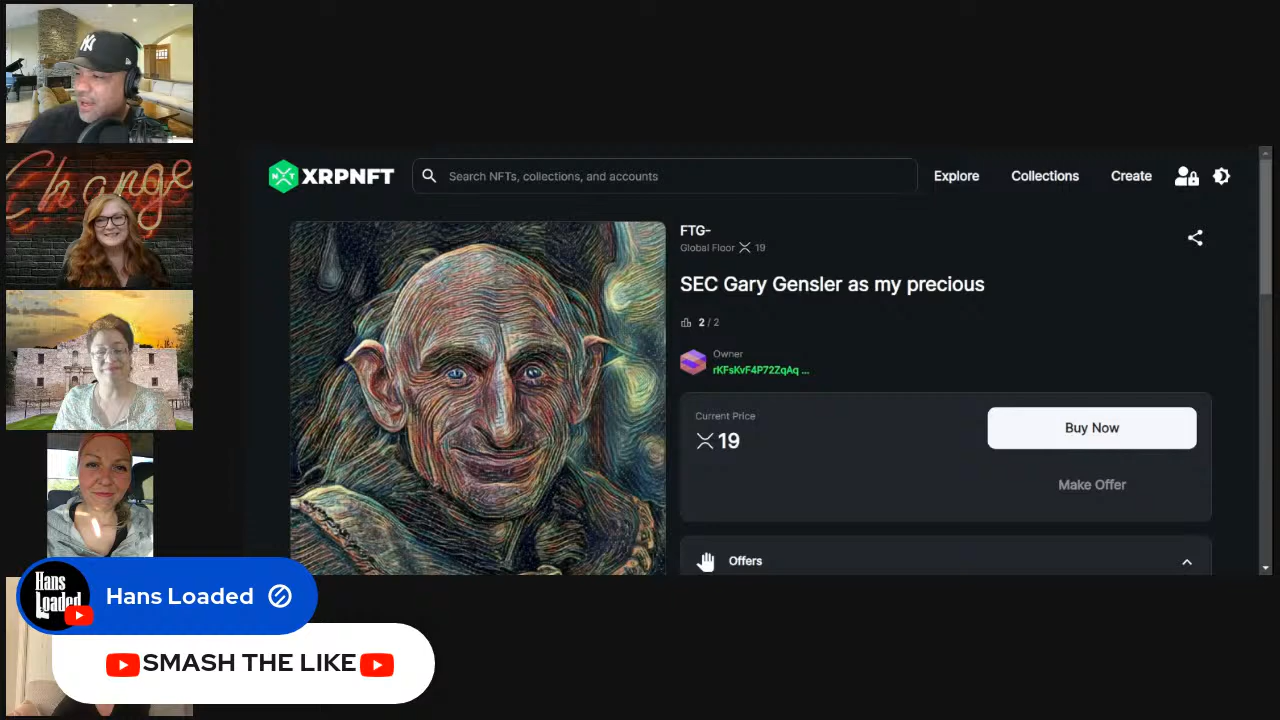 NY
Change
XRPNFT
Search NFTs, collections, and accounts
Explore
Collections
Create
FTG-
Global Floor 19
SEC Gary Gensler as my precious
2 / 2
Owner
rKFsKvF4P72ZqAq ...
Current Price
19
Buy Now
Make Offer
Offers
Hans
Loaded
Hans Loaded
SMASH THE LIKE